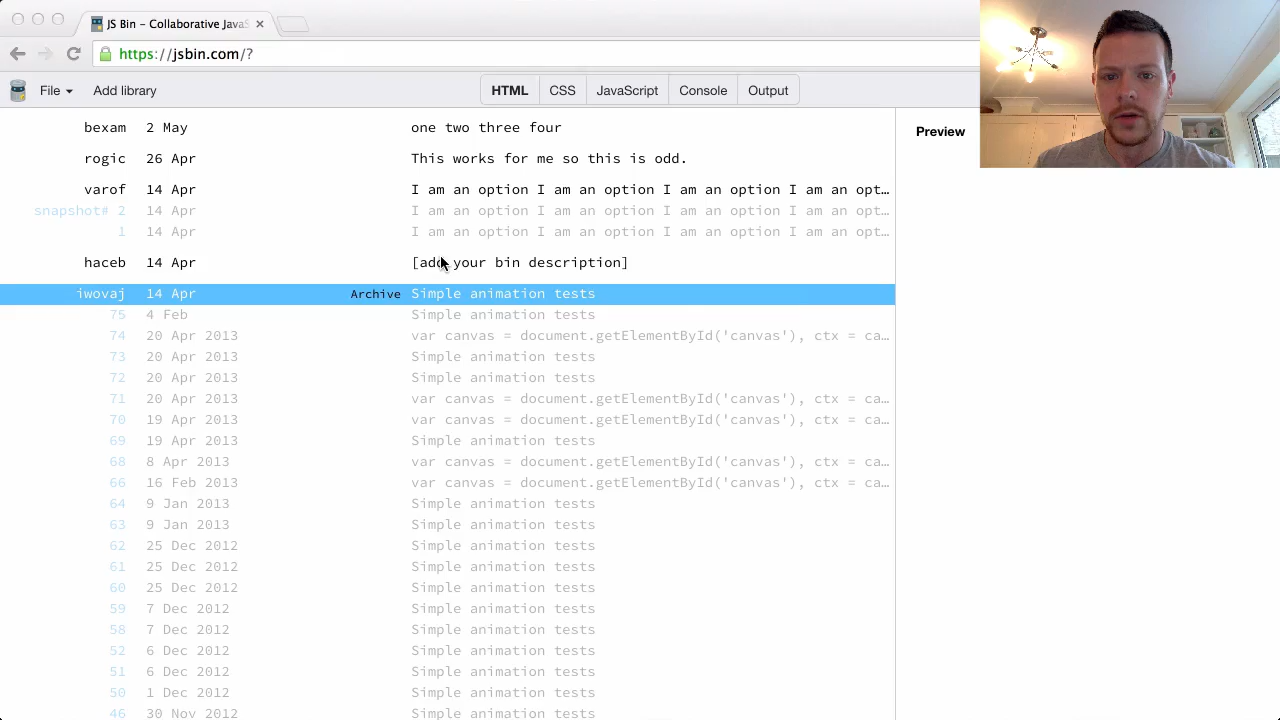 JS Bin - Collaborative JavaS
https://jsbin.com/?
File Add library HTML CSS JavaScript Console Output
Preview
bexam 2 May one two three four
rogic 26 Apr This works for me so this is odd.
varof 14 Apr I am an option I am an option I am an option I am an opt…
snapshot# 2 14 Apr I am an option I am an option I am an option I am an opt…
1 14 Apr I am an option I am an option I am an option I am an opt…
haceb 14 Apr [add your bin description]
iwovaj 14 Apr Archive Simple animation tests
75 4 Feb Simple animation tests
74 20 Apr 2013 var canvas = document.getElementById('canvas'), ctx = ca…
73 20 Apr 2013 Simple animation tests
72 20 Apr 2013 Simple animation tests
71 20 Apr 2013 var canvas = document.getElementById('canvas'), ctx = ca…
70 19 Apr 2013 var canvas = document.getElementById('canvas'), ctx = ca…
69 19 Apr 2013 Simple animation tests
68 8 Apr 2013 var canvas = document.getElementById('canvas'), ctx = ca…
66 16 Feb 2013 var canvas = document.getElementById('canvas'), ctx = ca…
64 9 Jan 2013 Simple animation tests
63 9 Jan 2013 Simple animation tests
62 25 Dec 2012 Simple animation tests
61 25 Dec 2012 Simple animation tests
60 25 Dec 2012 Simple animation tests
59 7 Dec 2012 Simple animation tests
58 7 Dec 2012 Simple animation tests
52 6 Dec 2012 Simple animation tests
51 6 Dec 2012 Simple animation tests
50 1 Dec 2012 Simple animation tests
46 30 Nov 2012 Simple animation tests